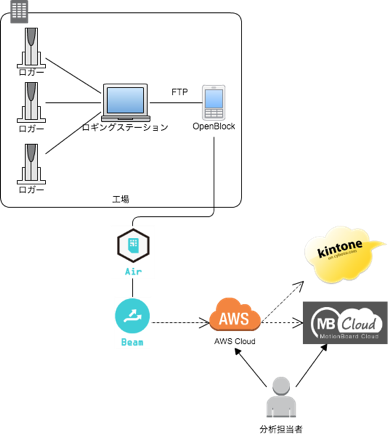 ロガー
ロガー
ロガー
ロギングステーション
FTP
OpenBlock
工場
Air
Beam
AWS
AWS Cloud
kintone
MB Cloud
MotionBoard Cloud
分析担当者